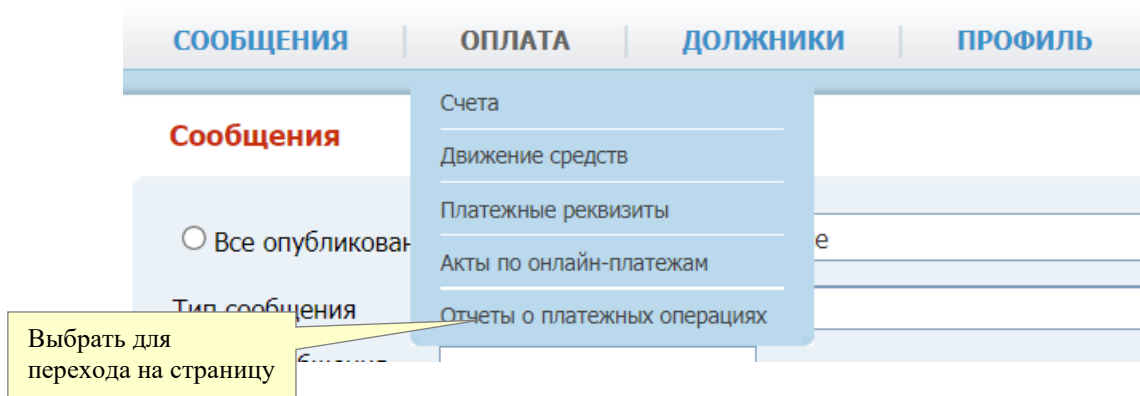 СООБЩЕНИЯ ОПЛАТА ДОЛЖНИКИ ПРОФИЛЬ
Счета
Сообщения
Движение средств
Платежные реквизиты
Все опубликован е
Акты по онлайн-платежам
Тип сообщения
Отчеты о платежных операциях
Выбрать для
перехода на страницу